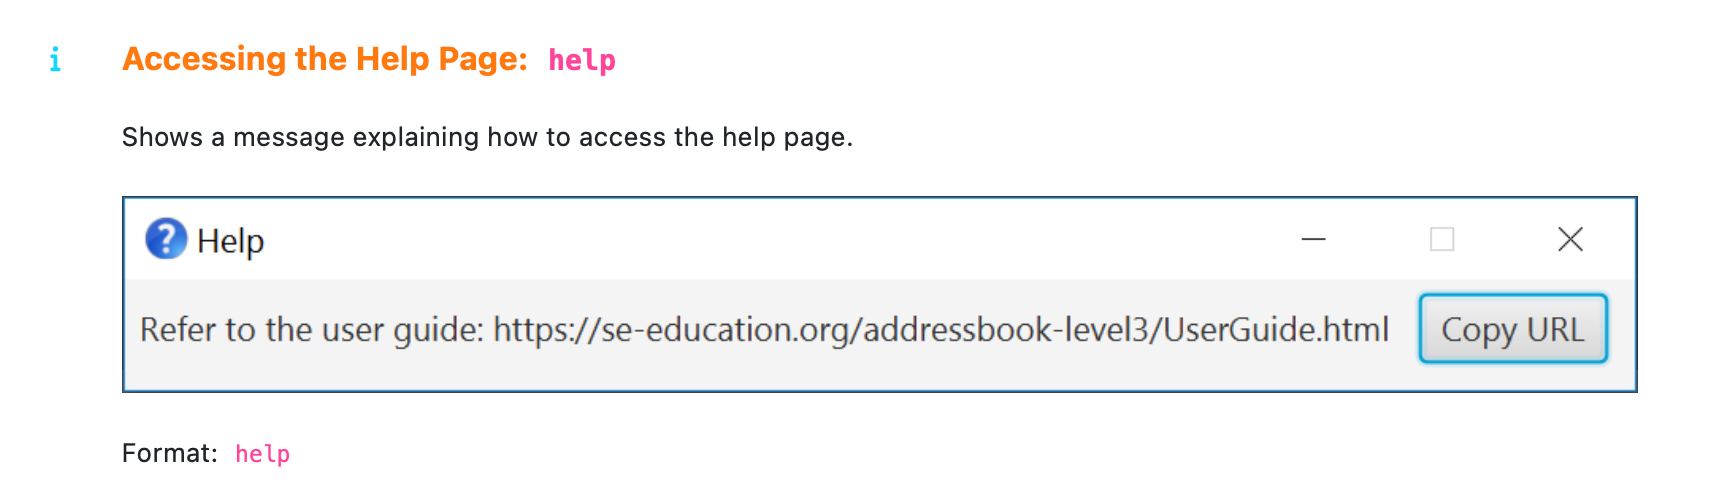 i Accessing the Help Page: help
Shows a message explaining how to access the help page.
? Help
Refer to the user guide: https://se-education.org/addressbook-level3/UserGuide.html Copy URL
Format: help